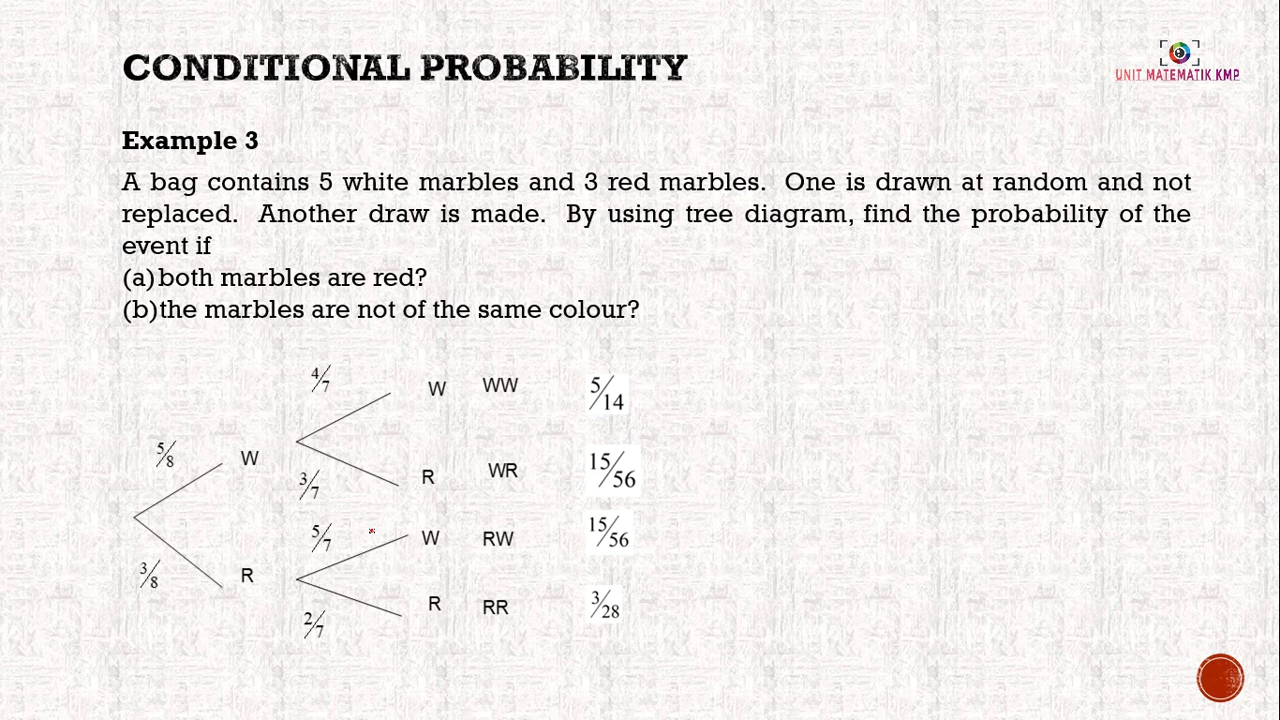 CONDITIONAL PROBABILITY
UNIT MATEMATIK KMP
Example 3
A bag contains 5 white marbles and 3 red marbles. One is drawn at random and not
replaced. Another draw is made. By using tree diagram, find the probability of the
event if
(a) both marbles are red?
(b) the marbles are not of the same colour?
4/7
W WW 5/14
5/8 W
3/7 R WR 15/56
5/7 W RW 15/56
3/8 R
R RR 3/28
2/7